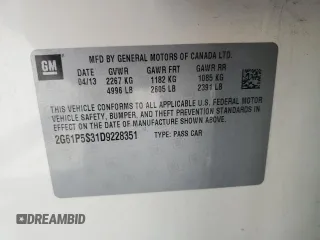 GM
MFD BY GENERAL MOTORS OF CANADA LTD.
DATE GVWR GAWR FRT GAWR RR
04/13 2267 KG 1182 KG 1085 KG
4998 LB 2605 LB 2391 LB
THIS VEHICLE CONFORMS TO ALL APPLICABLE U.S. FEDERAL MOTOR
VEHICLE SAFETY, BUMPER, AND THEFT PREVENTION STANDARDS IN
EFFECT ON THE DATE OF MANUFACTURE SHOWN ABOVE.
2G61P5S31D9228351 TYPE: PASS CAR
DREAMBID
DREAMBID